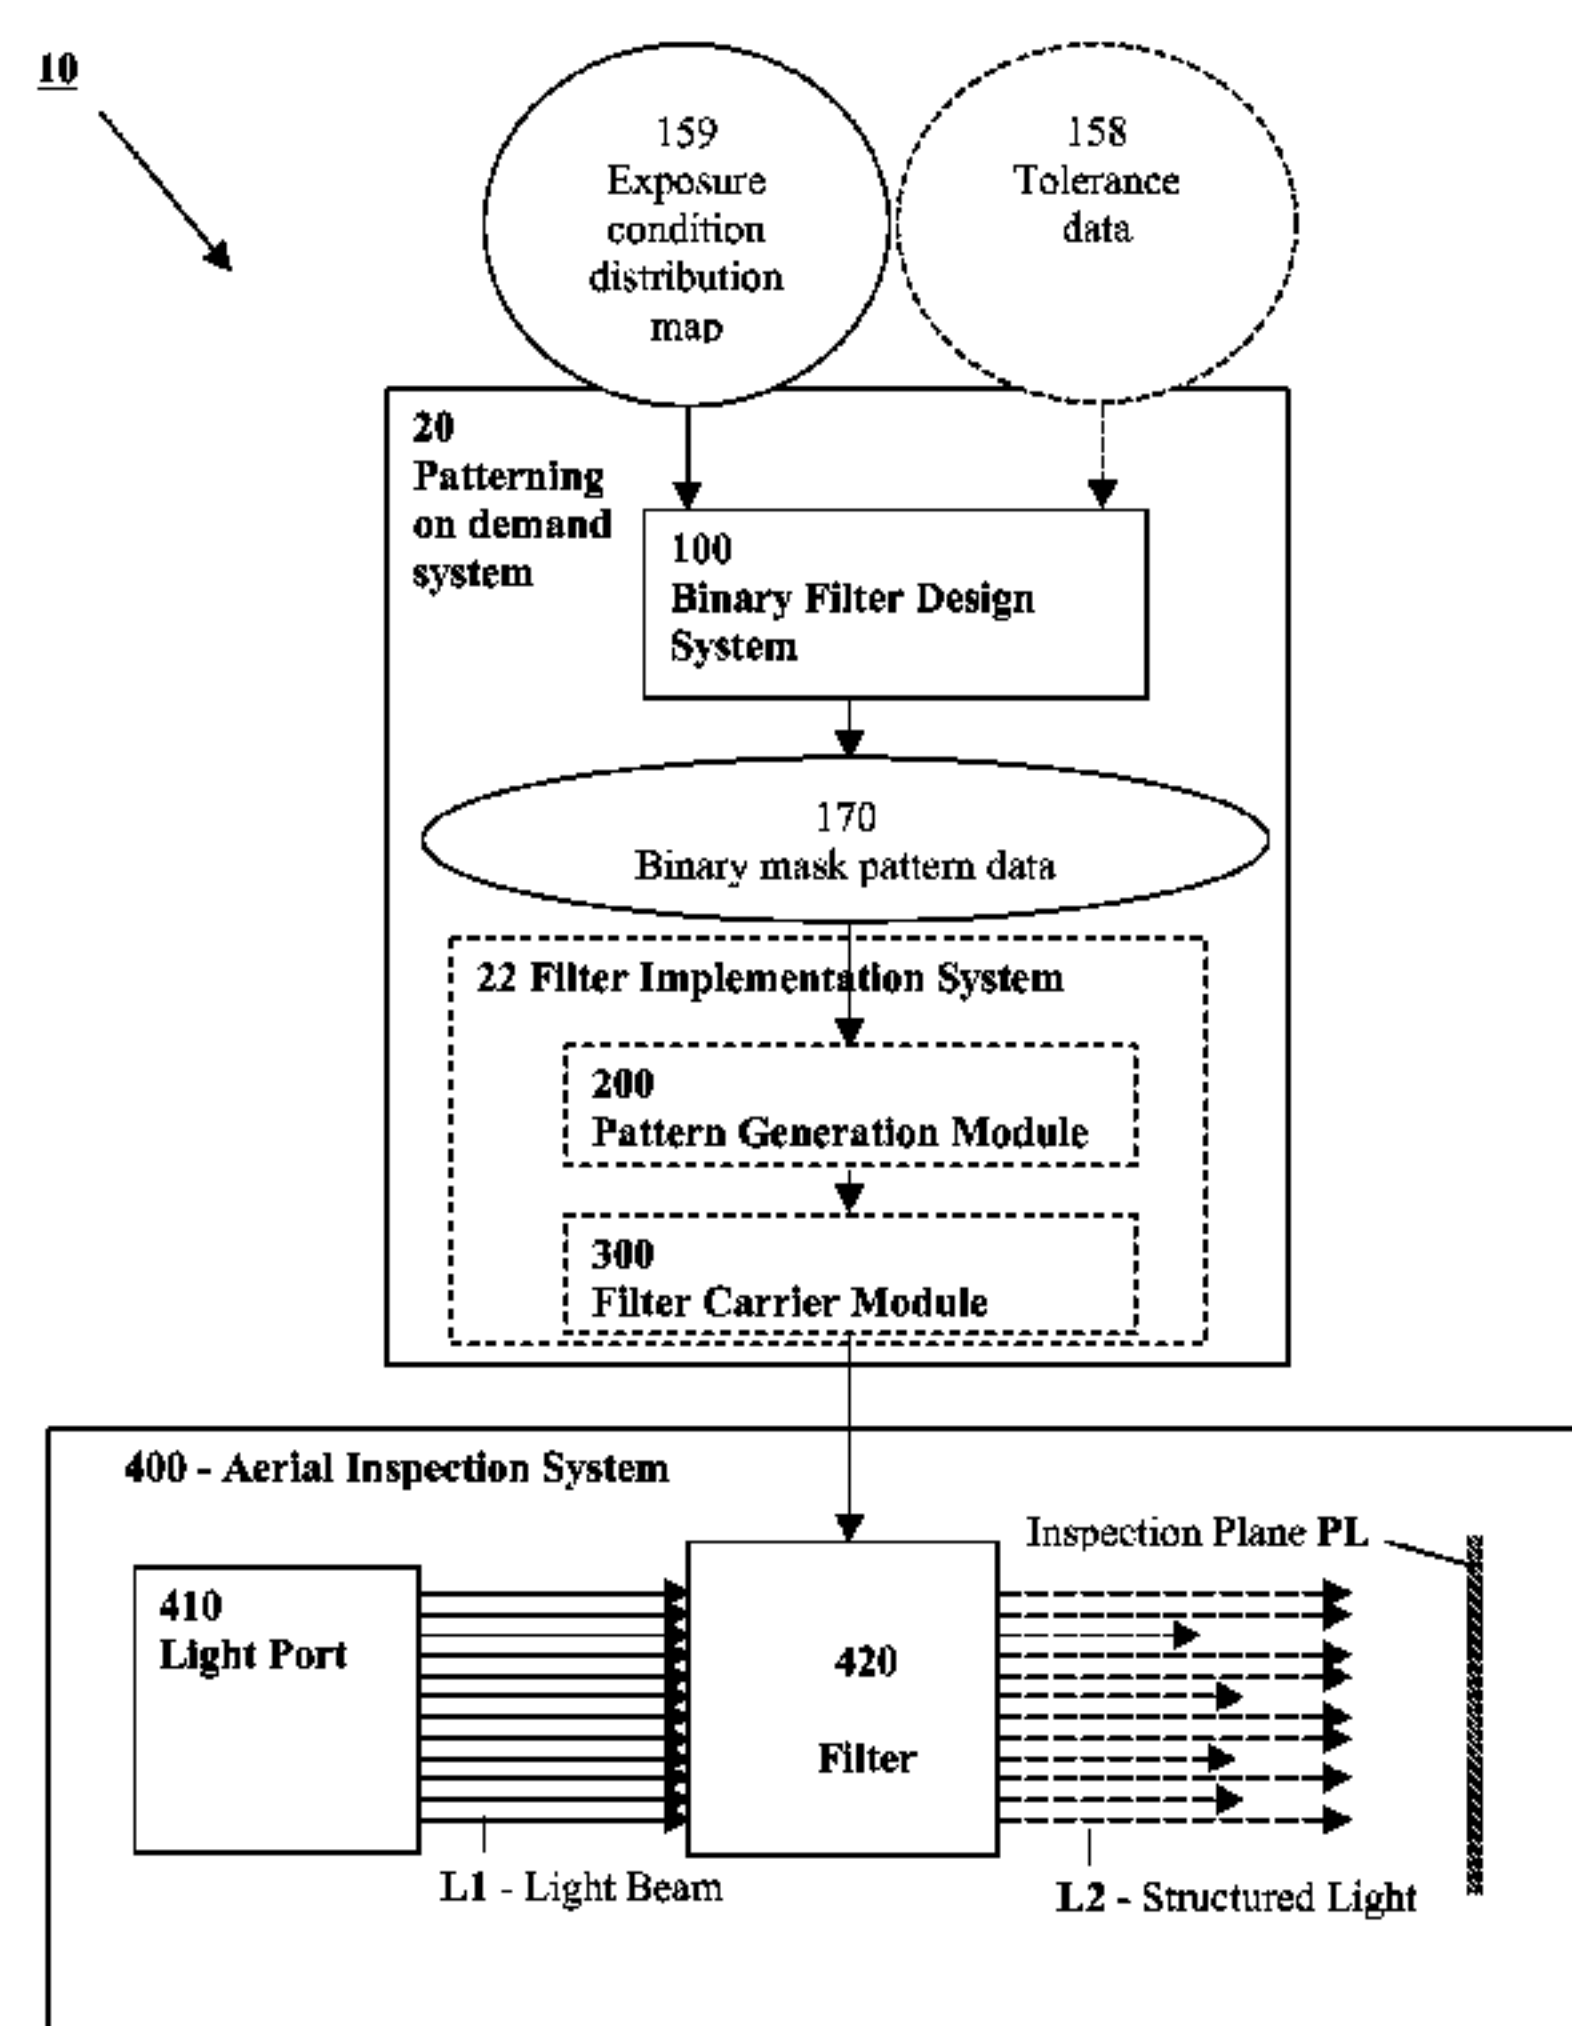 10
159
Exposure
condition
distribution
map
158
Tolerance
data
20
Patterning
on demand
system
100
Binary Filter Design
System
170
Binary mask pattern data
22 Filter Implementation System
200
Pattern Generation Module
300
Filter Carrier Module
400 - Aerial Inspection System
Inspection Plane PL
410
Light Port
420
Filter
L1 - Light Beam
L2 - Structured Light